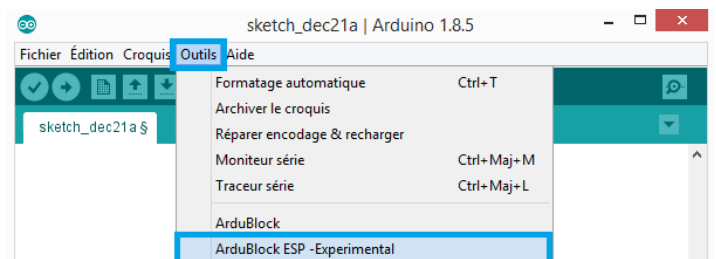 sketch_dec21a | Arduino 1.8.5
Fichier Édition Croquis Outils Aide
sketch_dec21a §
Formatage automatique Ctrl+T
Archiver le croquis
Réparer encodage & recharger
Moniteur série Ctrl+Maj+M
Traceur série Ctrl+Maj+L
ArduBlock
ArduBlock ESP -Experimental